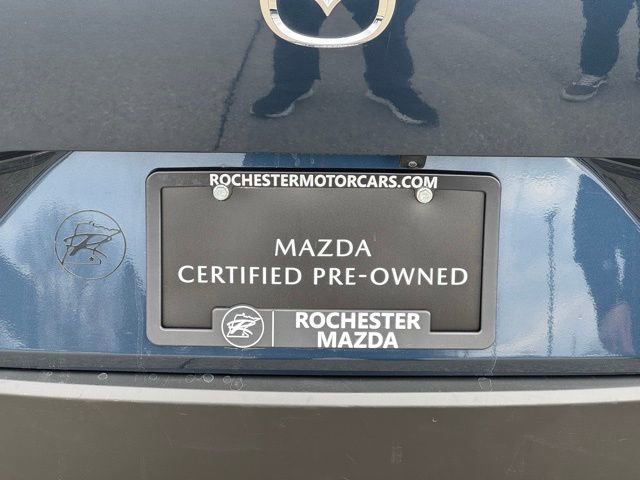 ROCHESTERMOTORCARS.COM
MAZDA
CERTIFIED PRE-OWNED
ROCHESTER
MAZDA